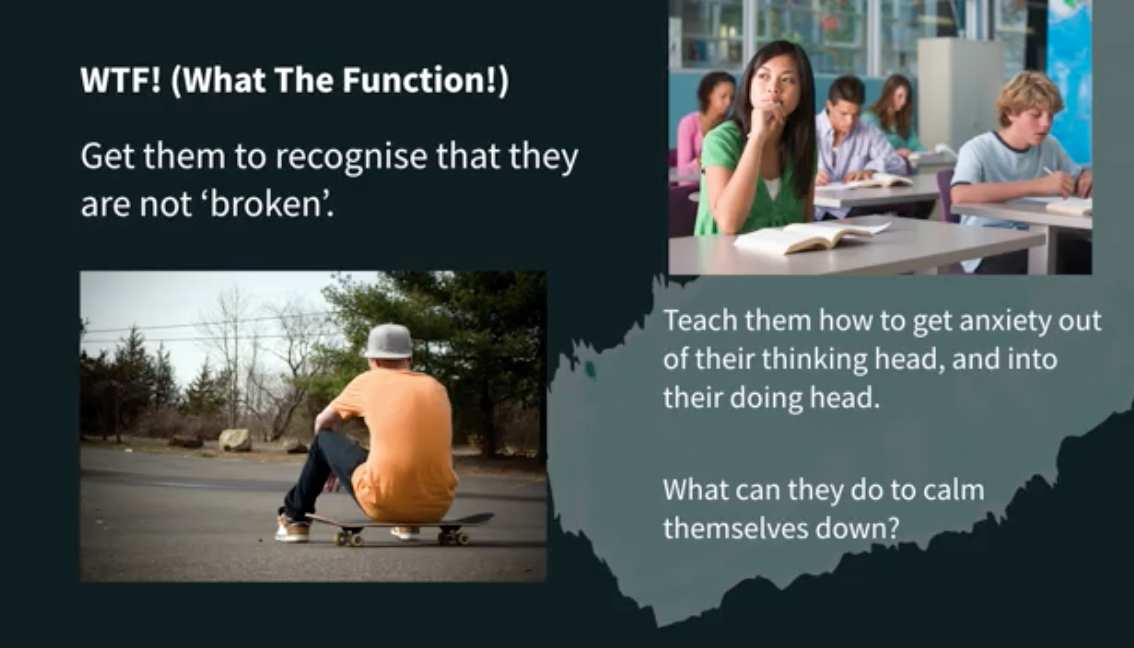 WTF! (What The Function!)
Get them to recognise that they
are not ‘broken’.
Teach them how to get anxiety out
of their thinking head, and into
their doing head.
What can they do to calm
themselves down?